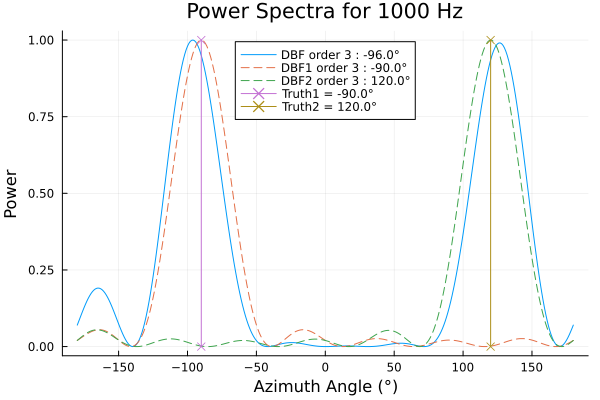 Power Spectra for 1000 Hz
DBF order 3 : -96.0°
DBF1 order 3 : -90.0°
DBF2 order 3 : 120.0°
Truth1 = -90.0°
Truth2 = 120.0°
Power
1.00
0.75
0.50
0.25
0.00
−150 −100 −50 0 50 100 150
Azimuth Angle (°)